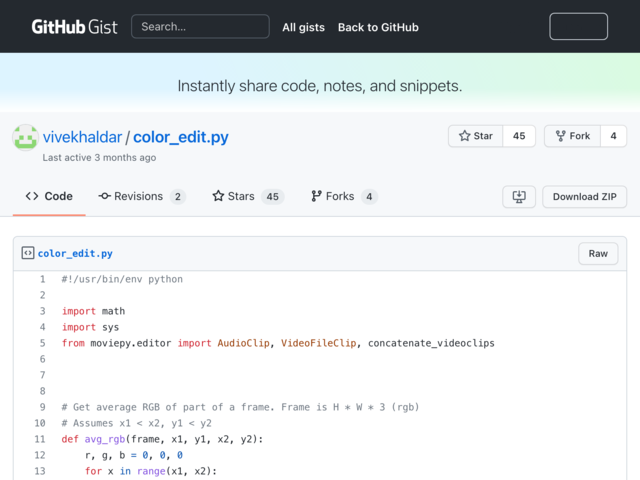 GitHub Gist Search... All gists Back to GitHub
Instantly share code, notes, and snippets.
vivekhaldar / color_edit.py Star 45 Fork 4
Last active 3 months ago
Code Revisions 2 Stars 45 Forks 4 Download ZIP
color_edit.py Raw
1 #!/usr/bin/env python
2
3 import math
4 import sys
5 from moviepy.editor import AudioClip, VideoFileClip, concatenate_videoclips
6
7
8
9 # Get average RGB of part of a frame. Frame is H * W * 3 (rgb)
10 # Assumes x1 < x2, y1 < y2
11 def avg_rgb(frame, x1, y1, x2, y2):
12 r, g, b = 0, 0, 0
13 for x in range(x1, x2):